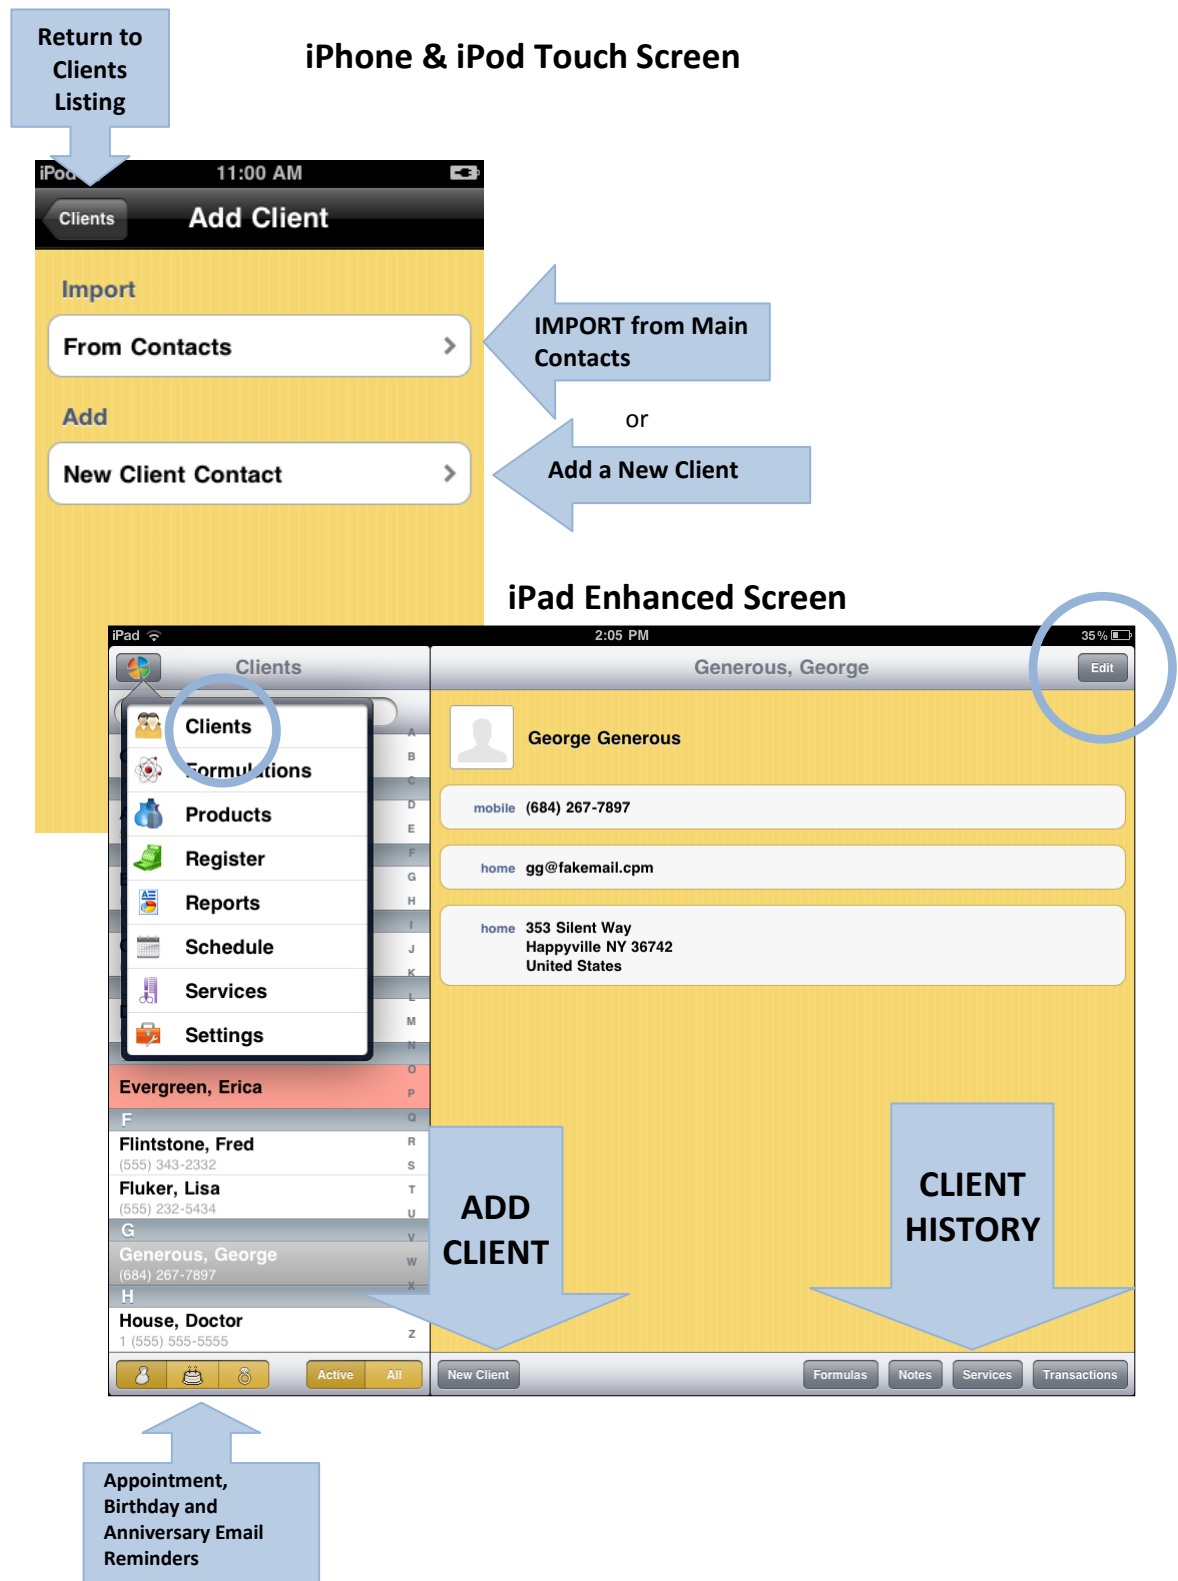 Return to
Clients
Listing
iPhone & iPod Touch Screen
11:00 AM
Clients
Add Client
Import
From Contacts
IMPORT from Main
Contacts
or
Add
New Client Contact
Add a New Client
iPad Enhanced Screen
iPad
2:05 PM
35%
Clients
Generous, George
Edit
Clients
Formulations
Products
Register
Reports
Schedule
Services
Settings
A
B
C
D
E
F
G
H
I
J
K
L
M
N
O
P
Q
R
S
T
U
V
W
X
Z
George Generous
mobile (684) 267-7897
home gg@fakemail.cpm
home 353 Silent Way
Happyville NY 36742
United States
Evergreen, Erica
F
Flintstone, Fred
(555) 343-2332
Fluker, Lisa
(555) 232-5434
G
Generous, George
(684) 267-7897
H
House, Doctor
1 (555) 555-5555
ADD
CLIENT
CLIENT
HISTORY
Active All
New Client
Formulas Notes Services Transactions
Appointment,
Birthday and
Anniversary Email
Reminders